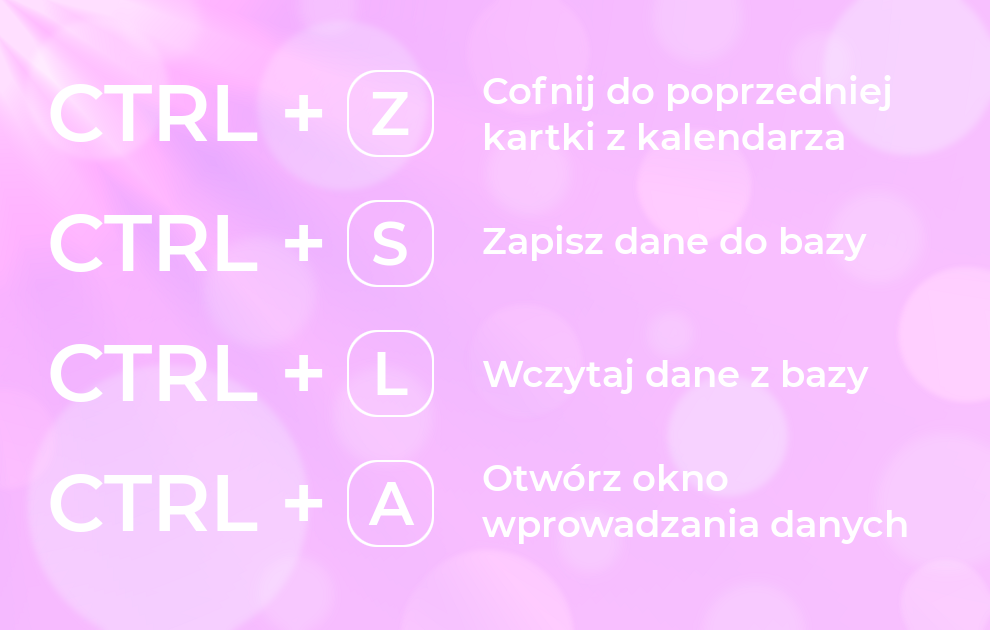 CTRL + Z Cofnij do poprzedniej
kartki z kalendarza
CTRL + S Zapisz dane do bazy
CTRL + L Wczytaj dane z bazy
CTRL + A Otwórz okno
wprowadzania danych